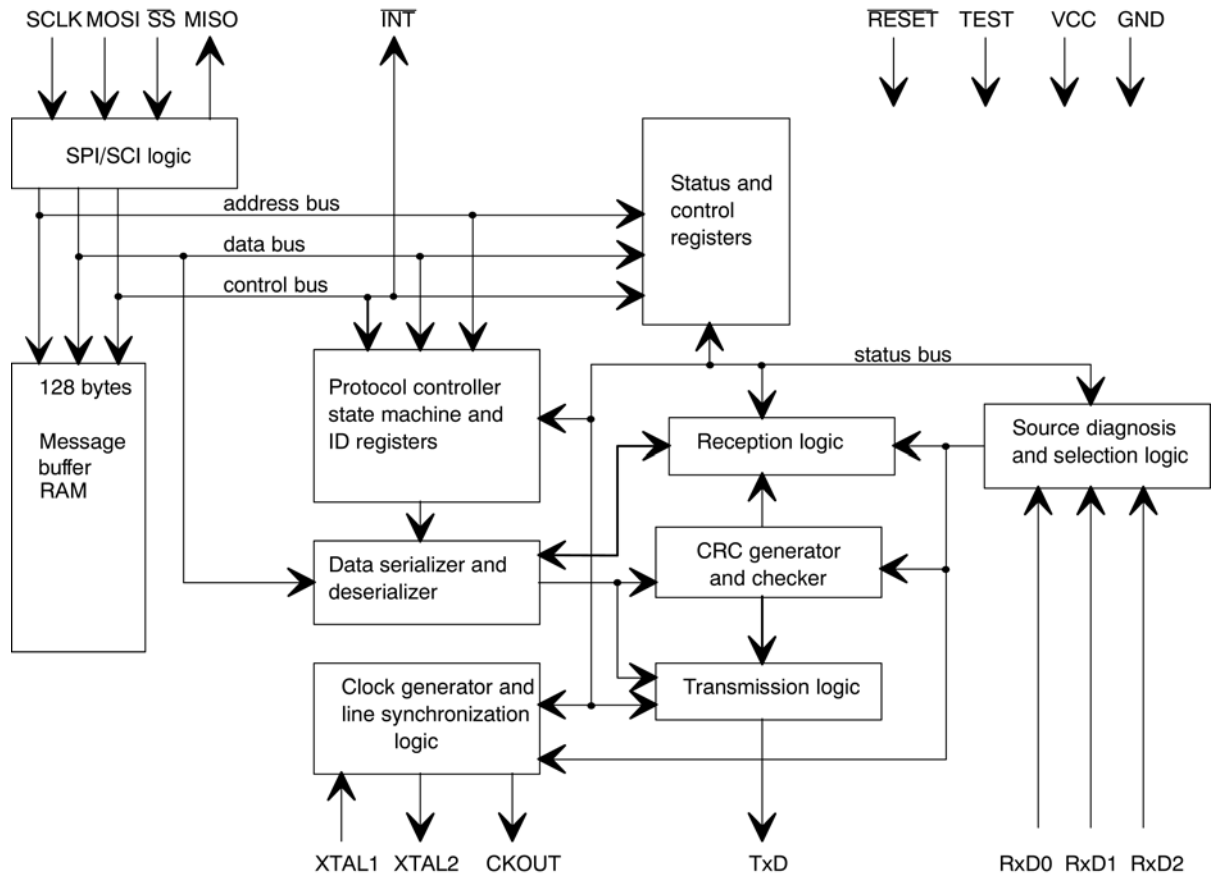 SCLK MOSI SS MISO INT RESET TEST VCC GND
SPI/SCI logic
address bus
data bus
control bus
Status and
control
registers
128 bytes
Message
buffer
RAM
Protocol controller
state machine and
ID registers
status bus
Reception logic
Source diagnosis
and selection logic
Data serializer and
deserializer
CRC generator
and checker
Clock generator and
line synchronization
logic
Transmission logic
XTAL1 XTAL2 CKOUT TxD RxD0 RxD1 RxD2